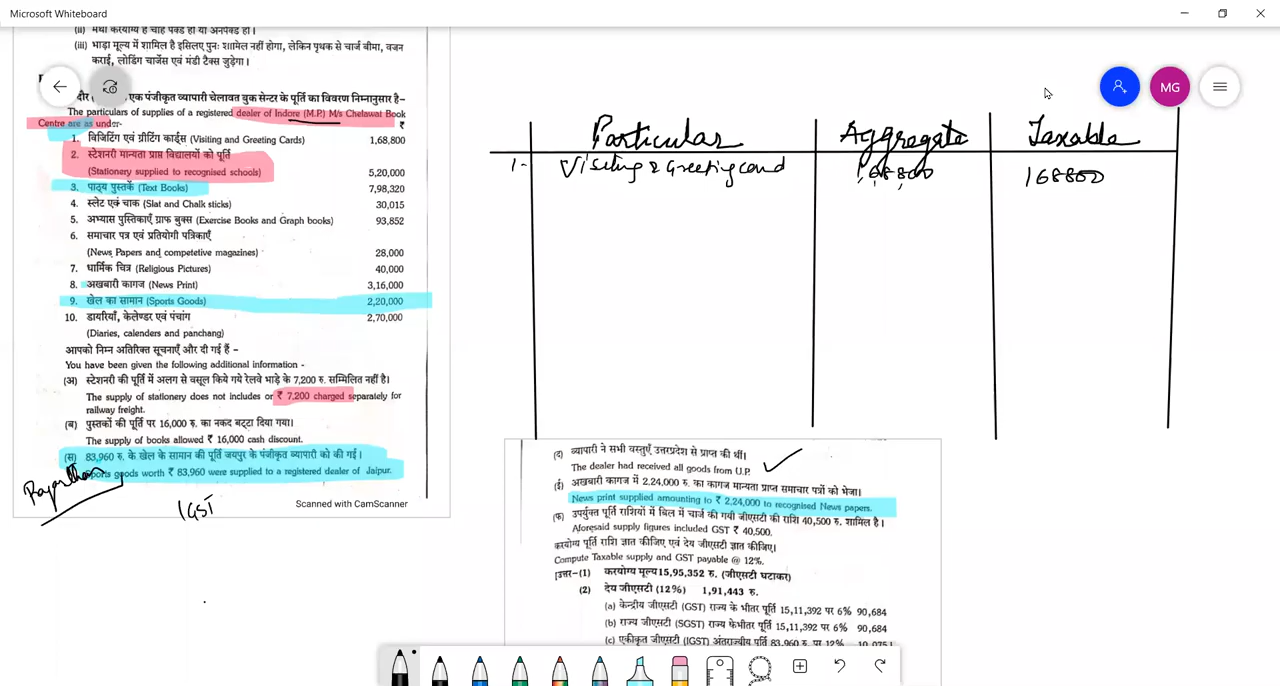 Microsoft Whiteboard
(iii) भाड़ा मूल्य में शामिल है इसलिए पुनः शामिल नहीं होगा, लेकिन पृथक से चार्ज बीमा, वजन
कराई, लोडिंग चार्जेस एवं मंडी टैक्स जुड़ेगा।
एक पंजीकृत व्यापारी चेलावत बुक सेन्टर के पूर्ति का विवरण निम्नानुसार है-
The particulars of supplies of a registered dealer of Indore (M.P.) M/s Chelawat Book
Centre are as under- ₹
1. विजिटिंग एवं ग्रीटिंग कार्ड्स (Visiting and Greeting Cards) 1,68,800
2. स्टेशनरी मान्यता प्राप्त विद्यालयों को पूर्ति
(Stationery supplied to recognised schools) 5,20,000
3. पाठ्य पुस्तकें (Text Books) 7,98,320
4. स्लेट एवं चाक (Slat and Chalk sticks) 30,015
5. अभ्यास पुस्तिकाएँ ग्राफ बुक्स (Exercise Books and Graph books) 93,852
6. समाचार पत्र एवं प्रतियोगी पत्रिकाएँ
(News Papers and competetive magazines) 28,000
7. धार्मिक चित्र (Religious Pictures) 40,000
8. अखबारी कागज (News Print) 3,16,000
9. खेल का सामान (Sports Goods) 2,20,000
10. डायरियाँ, केलेण्डर एवं पंचांग 2,70,000
(Diaries, calenders and panchang)
आपको निम्न अतिरिक्त सूचनाएँ और दी गई हैं -
You have been given the following additional information -
(अ) स्टेशनरी की पूर्ति में अलग से वसूल किये गये रेलवे भाड़े के 7,200 रु. सम्मिलित नहीं है।
The supply of stationery does not includes or ₹ 7,200 charged separately for
railway freight.
(ब) पुस्तकों की पूर्ति पर 16,000 रु. का नकद बट्टा दिया गया।
The supply of books allowed ₹ 16,000 cash discount.
(स) 83,960 रु. के खेल के सामान की पूर्ति जयपुर के पंजीकृत व्यापारी को की गई।
Sports goods worth ₹ 83,960 were supplied to a registered dealer of Jaipur.
Rajasthan
Scanned with CamScanner
IGST
MG
Particular Aggregate Taxable
1- Visiting & Greeting card 1,68,800 168800
(द) व्यापारी ने सभी वस्तुएँ उत्तरप्रदेश से प्राप्त की थीं।
The dealer had received all goods from U.P.
(ई) अखबारी कागज में 2.24,000 रु. का कागज मान्यता प्राप्त समाचार पत्रों को भेजा।
News print supplied amounting to ₹ 2,24,000 to recognised News papers.
(फ) उपर्युक्त पूर्ति राशियों में बिल में चार्ज की गयी जीएसटी की राशि 40,500 रु. शामिल है।
Aforesaid supply figures included GST ₹ 40,500.
करयोग्य पूर्ति राशि ज्ञात कीजिए एवं देय जीएसटी ज्ञात कीजिए।
Compute Taxable supply and GST payable @ 12%.
[उत्तर-(1) करयोग्य मूल्य 15,95,352 रु. (जीएसटी घटाकर)
(2) देय जीएसटी (12%) 1,91,443 रु.
(a) केन्द्रीय जीएसटी (GST) राज्य के भीतर पूर्ति 15,11,392 पर 6% 90,684
(b) राज्य जीएसटी (SGST) राज्य के भीतर पूर्ति 15,11,392 पर 6% 90,684
(c) एकीकृत जीएसटी (IGST) अंतराज्यीय पूर्ति 83,960 रु. पर 12% 10,075]